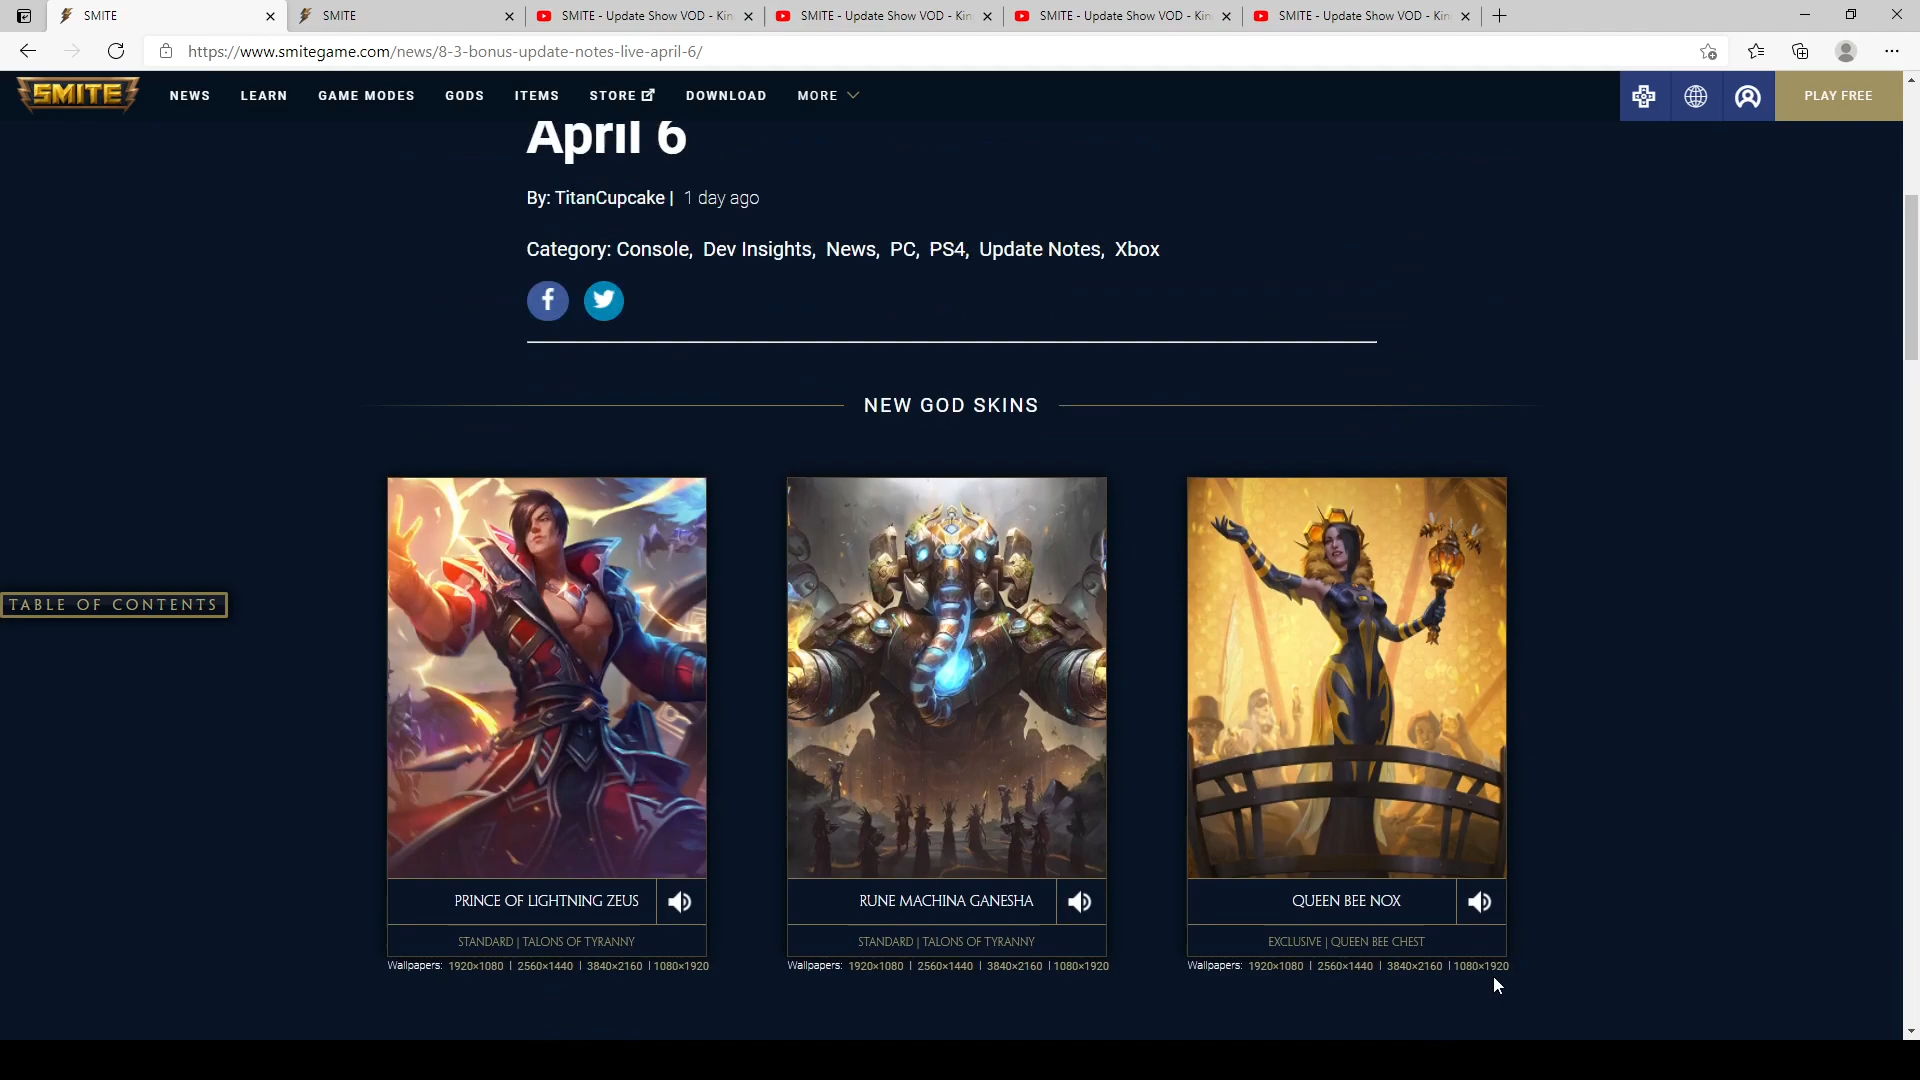 SMITE
SMITE
SMITE - Update Show VOD - Kin
SMITE - Update Show VOD - Kin
SMITE - Update Show VOD - Kin
SMITE - Update Show VOD - Kin
https://www.smitegame.com/news/8-3-bonus-update-notes-live-april-6/
SMITE
NEWS
LEARN
GAME MODES
GODS
ITEMS
STORE
DOWNLOAD
MORE
PLAY FREE
April 6
By: TitanCupcake | 1 day ago
Category: Console, Dev Insights, News, PC, PS4, Update Notes, Xbox
NEW GOD SKINS
TABLE OF CONTENTS
PRINCE OF LIGHTNING ZEUS
STANDARD | TALONS OF TYRANNY
Wallpapers: 1920×1080 | 2560×1440 | 3840×2160 | 1080×1920
RUNE MACHINA GANESHA
STANDARD | TALONS OF TYRANNY
Wallpapers: 1920×1080 | 2560×1440 | 3840×2160 | 1080×1920
QUEEN BEE NOX
EXCLUSIVE | QUEEN BEE CHEST
Wallpapers: 1920×1080 | 2560×1440 | 3840×2160 | 1080×1920